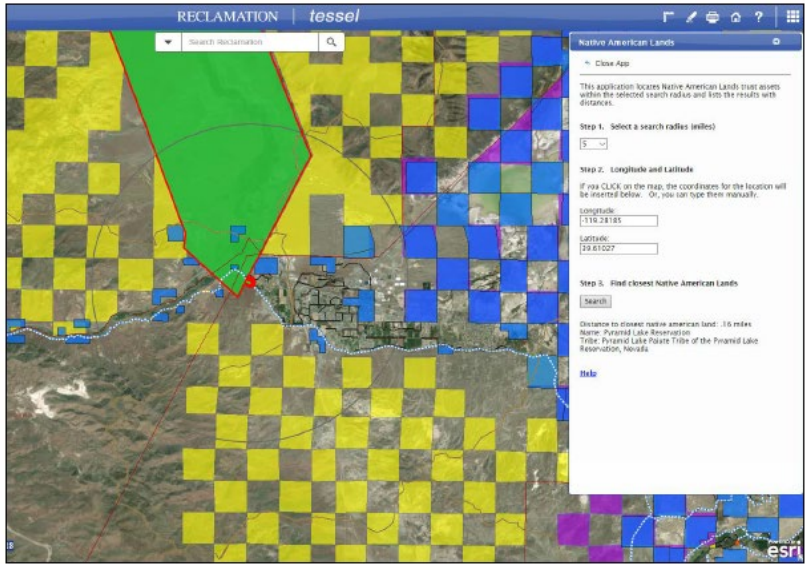 RECLAMATION | tessel
Search Reclamation
Native American Lands
Close App
This application locates Native American Lands trust assets
within the selected search radius and lists the results with
distances.
Step 1. Select a search radius (miles)
5
Step 2. Longitude and Latitude
If you CLICK on the map, the coordinates for the location will
be inserted below. Or, you can type them manually.
Longitude:
-119.28185
Latitude:
39.61027
Step 3. Find closest Native American Lands
Search
Distance to closest native american land: .16 miles
Name: Pyramid Lake Reservation
Tribe: Pyramid Lake Paiute Tribe of the Pyramid Lake
Reservation, Nevada
Help
esri